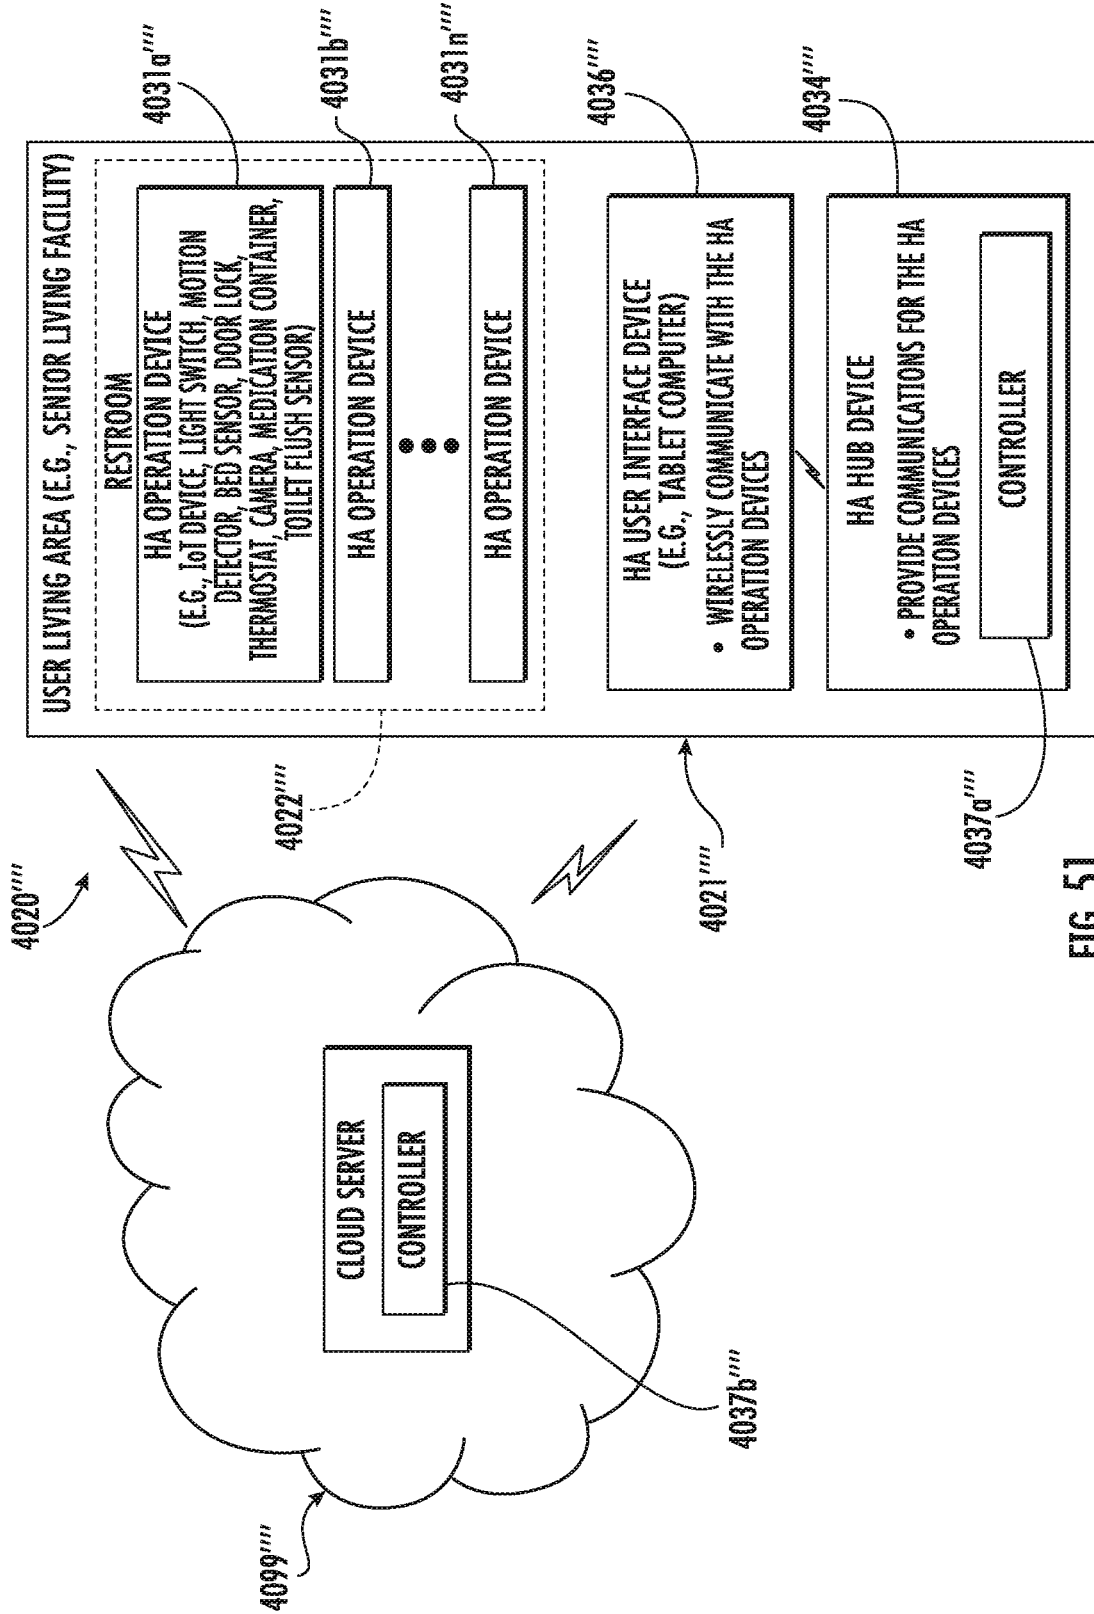 4020''''
USER LIVING AREA (E.G., SENIOR LIVING FACILITY)
RESTROOM
HA OPERATION DEVICE
(E.G., IoT DEVICE, LIGHT SWITCH, MOTION
DETECTOR, BED SENSOR, DOOR LOCK,
THERMOSTAT, CAMERA, MEDICATION CONTAINER,
TOILET FLUSH SENSOR)
4031a''''
HA OPERATION DEVICE
4031b''''
HA OPERATION DEVICE
4031n''''
4022''''
HA USER INTERFACE DEVICE
(E.G., TABLET COMPUTER)
• WIRELESSLY COMMUNICATE WITH THE HA
OPERATION DEVICES
4036''''
HA HUB DEVICE
• PROVIDE COMMUNICATIONS FOR THE HA
OPERATION DEVICES
CONTROLLER
4034''''
4037a''''
4021''''
4099''''
CLOUD SERVER
CONTROLLER
4037b''''
FIG. 51